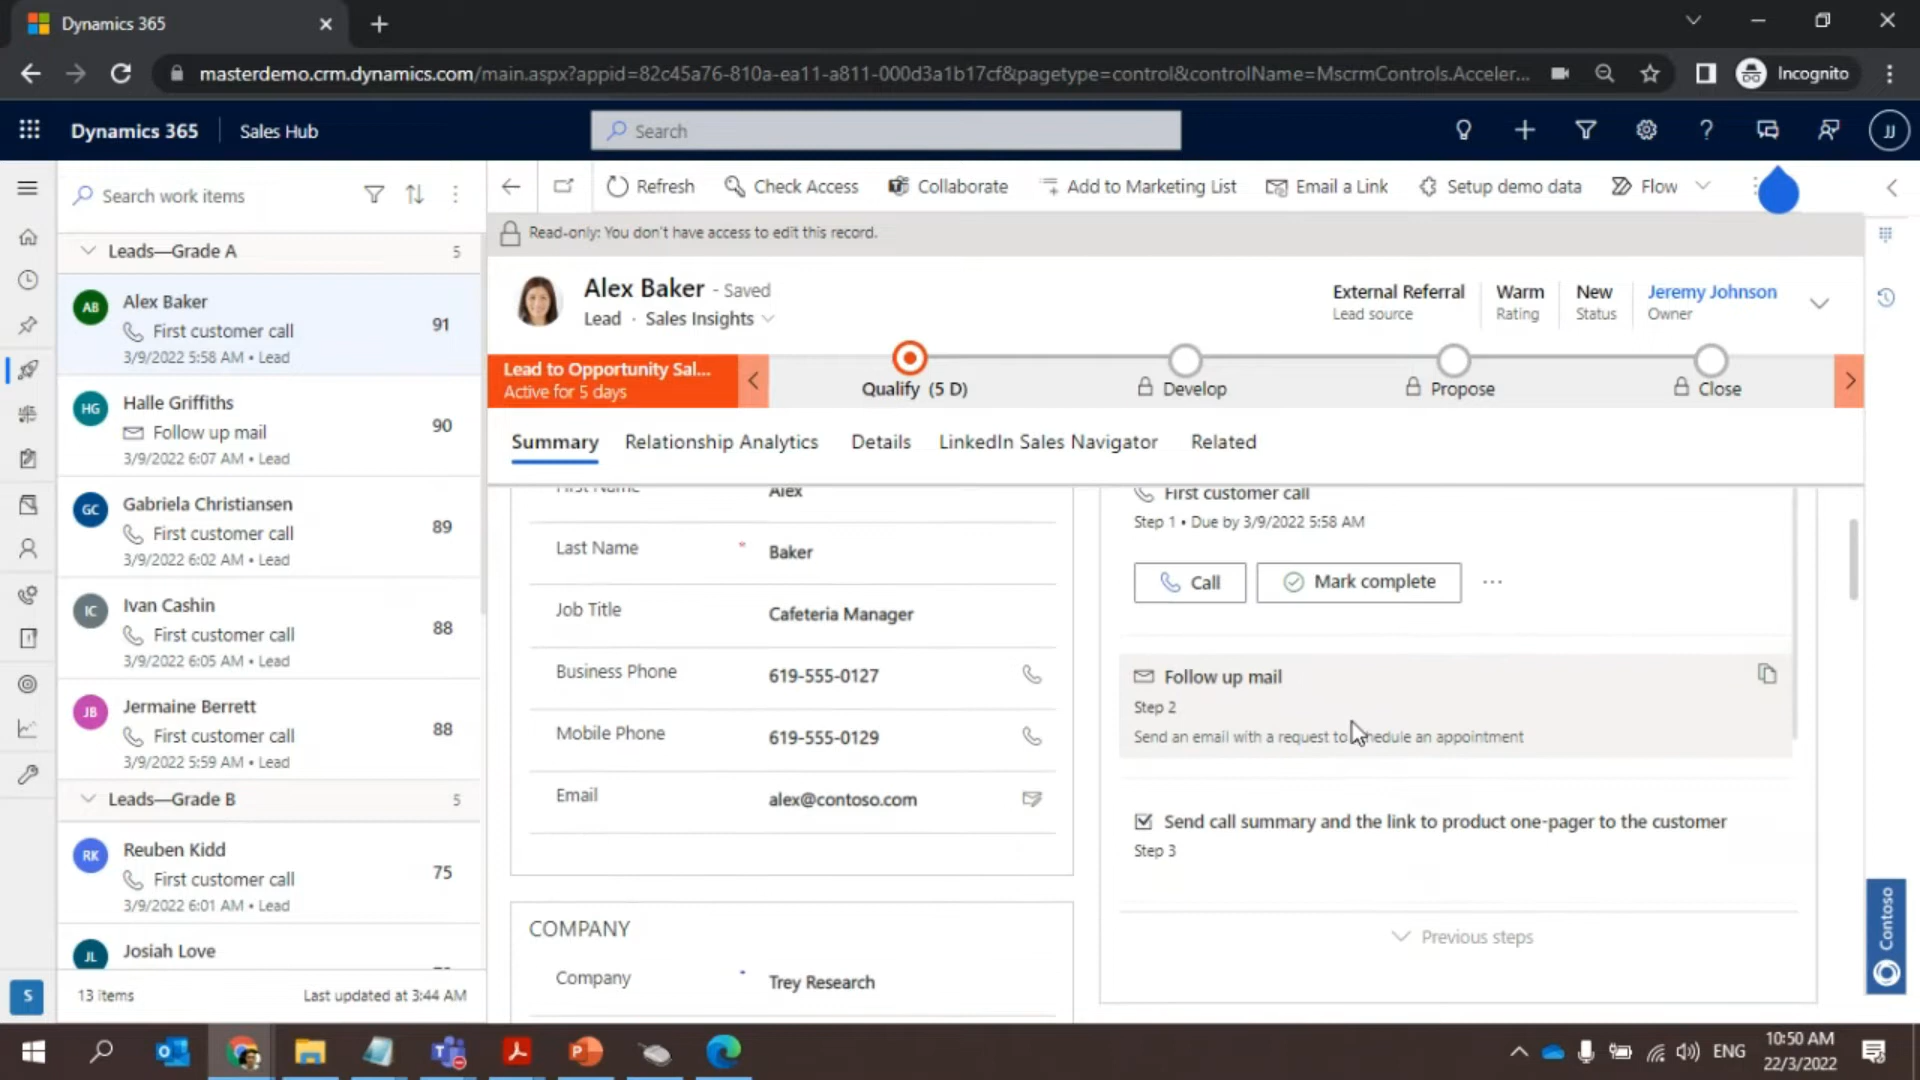 Dynamics 365
masterdemo.crm.dynamics.com/main.aspx?appid=82c45a76-810a-ea11-a811-000d3a1b17cf&pagetype=control&controlName=MscrmControls.Acceler...
Incognito
Dynamics 365
Sales Hub
Search
JJ
Search work items
Refresh
Check Access
Collaborate
Add to Marketing List
Email a Link
Setup demo data
Flow
Read-only: You don't have access to edit this record.
Leads—Grade A
5
AB
Alex Baker
First customer call
91
3/9/2022 5:58 AM • Lead
HG
Halle Griffiths
Follow up mail
90
3/9/2022 6:07 AM • Lead
GC
Gabriela Christiansen
First customer call
89
3/9/2022 6:02 AM • Lead
IC
Ivan Cashin
First customer call
88
3/9/2022 6:05 AM • Lead
JB
Jermaine Berrett
First customer call
88
3/9/2022 5:59 AM • Lead
Leads—Grade B
5
RK
Reuben Kidd
First customer call
75
3/9/2022 6:01 AM • Lead
JL
Josiah Love
13 items
Last updated at 3:44 AM
S
Alex Baker - Saved
Lead · Sales Insights
External Referral
Lead source
Warm
Rating
New
Status
Jeremy Johnson
Owner
Lead to Opportunity Sal...
Active for 5 days
Qualify (5 D)
Develop
Propose
Close
Summary
Relationship Analytics
Details
LinkedIn Sales Navigator
Related
First Name
Alex
Last Name
*
Baker
Job Title
Cafeteria Manager
Business Phone
619-555-0127
Mobile Phone
619-555-0129
Email
alex@contoso.com
COMPANY
Company
Trey Research
First customer call
Step 1 • Due by 3/9/2022 5:58 AM
Call
Mark complete
Follow up mail
Step 2
Send an email with a request to schedule an appointment
Send call summary and the link to product one-pager to the customer
Step 3
Previous steps
Contoso
ENG
10:50 AM
22/3/2022